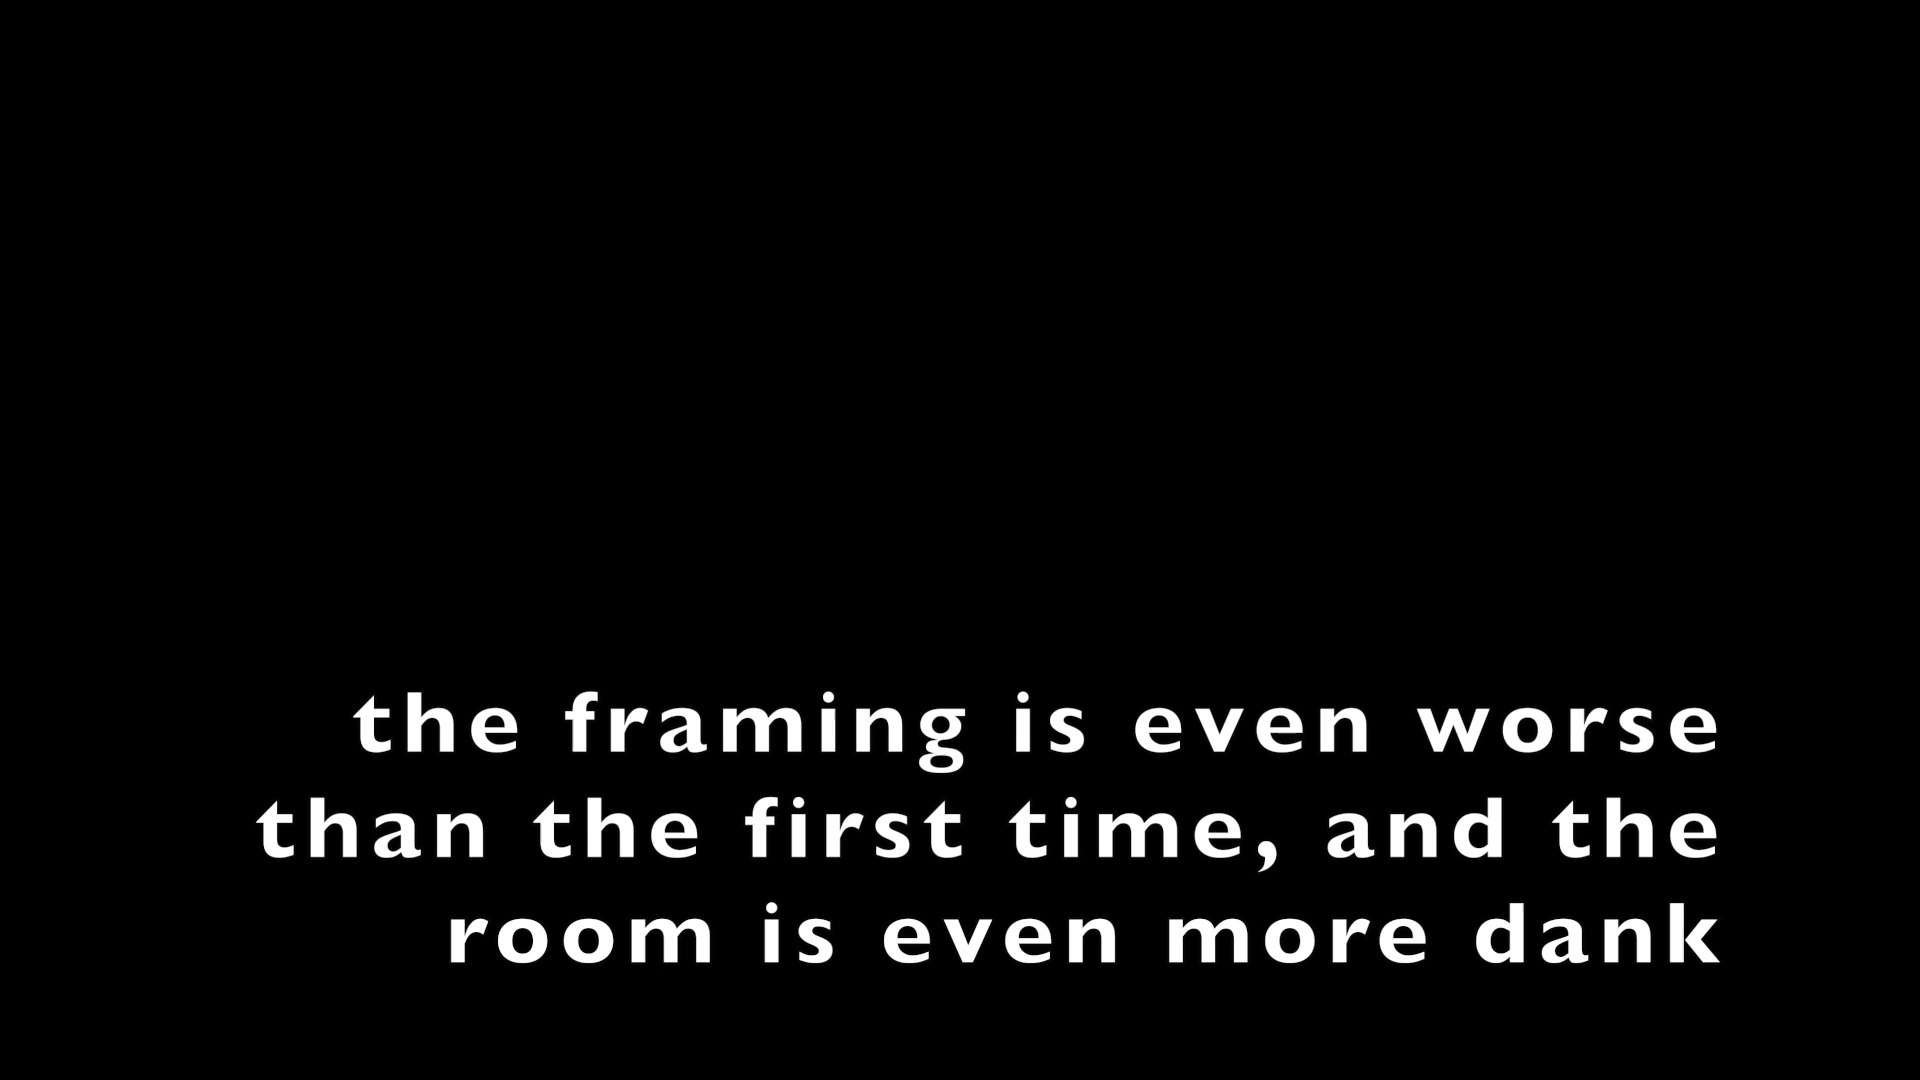 the framing is even worse
than the first time, and the
room is even more dank